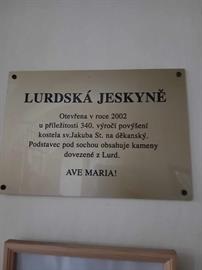 LURDSKÁ JESKYNĚ
Otevřena v roce 2002
u příležitosti 340. výročí povýšení
kostela sv.Jakuba St. na děkanský.
Podstavec pod sochou obsahuje kameny
dovezené z Lurd.
AVE MARIA!